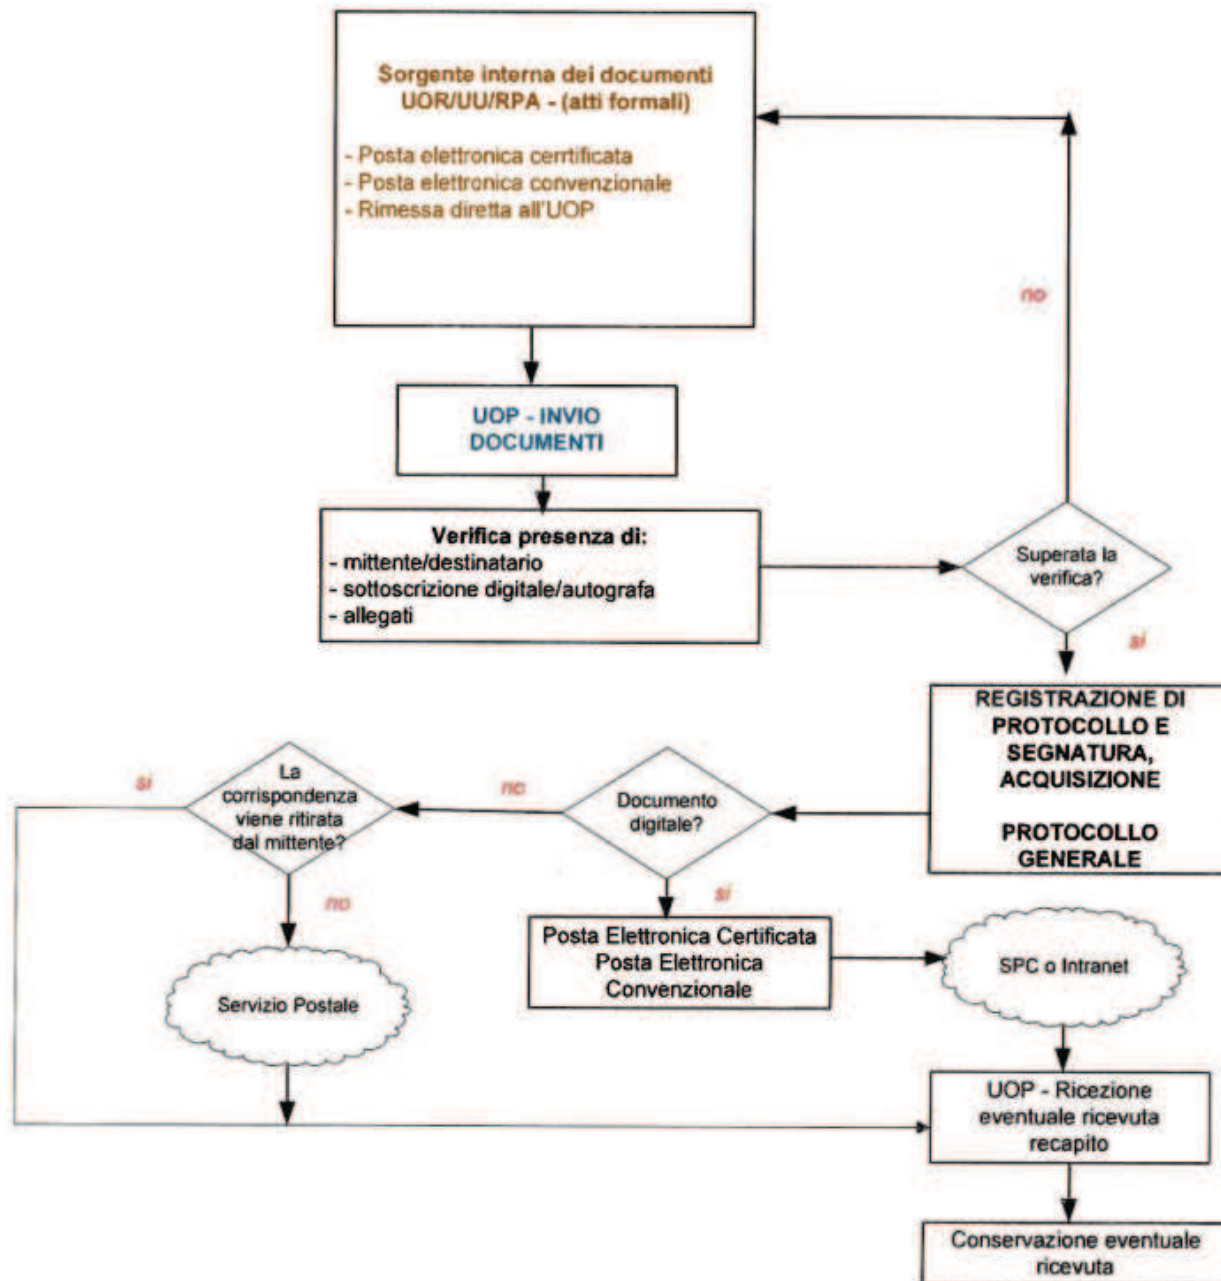 Sorgente interna dei documenti
UOR/UU/RPA - (atti formali)
- Posta elettronica cerrtificata
- Posta elettronica convenzionale
- Rimessa diretta all'UOP
no
UOP - INVIO
DOCUMENTI
Verifica presenza di:
- mittente/destinatario
- sottoscrizione digitale/autografa
- allegati
Superata la
verifica?
si
REGISTRAZIONE DI
PROTOCOLLO E
SEGNATURA,
ACQUISIZIONE
PROTOCOLLO
GENERALE
Documento
digitale?
no
La
corrispondenza
viene ritirata
dal mittente?
si
no
si
Posta Elettronica Certificata
Posta Elettronica
Convenzionale
SPC o Intranet
Servizio Postale
UOP - Ricezione
eventuale ricevuta
recapito
Conservazione eventuale
ricevuta